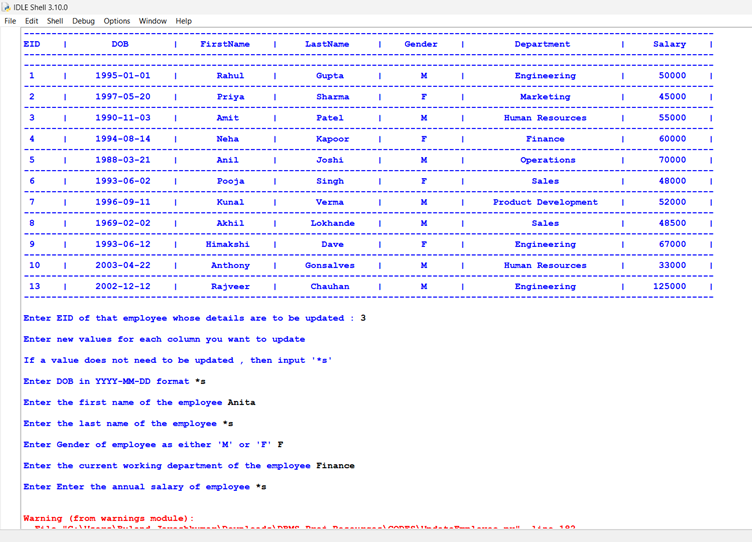 IDLE Shell 3.10.0
File Edit Shell Debug Options Window Help
EID | DOB | FirstName | LastName | Gender | Department | Salary |
1 | 1995-01-01 | Rahul | Gupta | M | Engineering | 50000 |
2 | 1997-05-20 | Priya | Sharma | F | Marketing | 45000 |
3 | 1990-11-03 | Amit | Patel | M | Human Resources | 55000 |
4 | 1994-08-14 | Neha | Kapoor | F | Finance | 60000 |
5 | 1988-03-21 | Anil | Joshi | M | Operations | 70000 |
6 | 1993-06-02 | Pooja | Singh | F | Sales | 48000 |
7 | 1996-09-11 | Kunal | Verma | M | Product Development | 52000 |
8 | 1969-02-02 | Akhil | Lokhande | M | Sales | 48500 |
9 | 1993-06-12 | Himakshi | Dave | F | Engineering | 67000 |
10 | 2003-04-22 | Anthony | Gonsalves | M | Human Resources | 33000 |
13 | 2002-12-12 | Rajveer | Chauhan | M | Engineering | 125000 |
Enter EID of that employee whose details are to be updated : 3
Enter new values for each column you want to update
If a value does not need to be updated , then input '*s'
Enter DOB in YYYY-MM-DD format *s
Enter the first name of the employee Anita
Enter the last name of the employee *s
Enter Gender of employee as either 'M' or 'F' F
Enter the current working department of the employee Finance
Enter Enter the annual salary of employee *s
Warning (from warnings module):